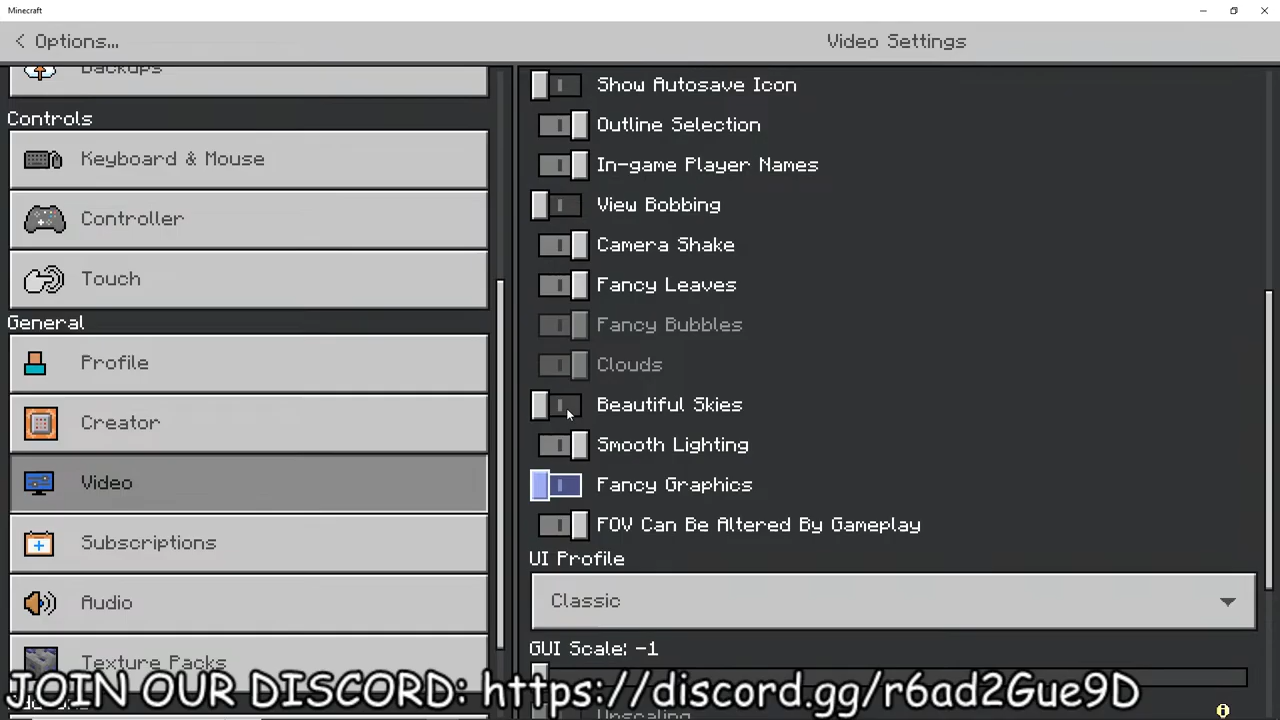 Minecraft
Options...
Video Settings
Backups
Controls
Keyboard & Mouse
Controller
Touch
General
Profile
Creator
Video
Subscriptions
Audio
Texture Packs
Show Autosave Icon
Outline Selection
In-game Player Names
View Bobbing
Camera Shake
Fancy Leaves
Fancy Bubbles
Clouds
Beautiful Skies
Smooth Lighting
Fancy Graphics
FOV Can Be Altered By Gameplay
UI Profile
Classic
GUI Scale: -1
Upscaling
JOIN OUR DISCORD: https://discord.gg/r6ad2Gue9D